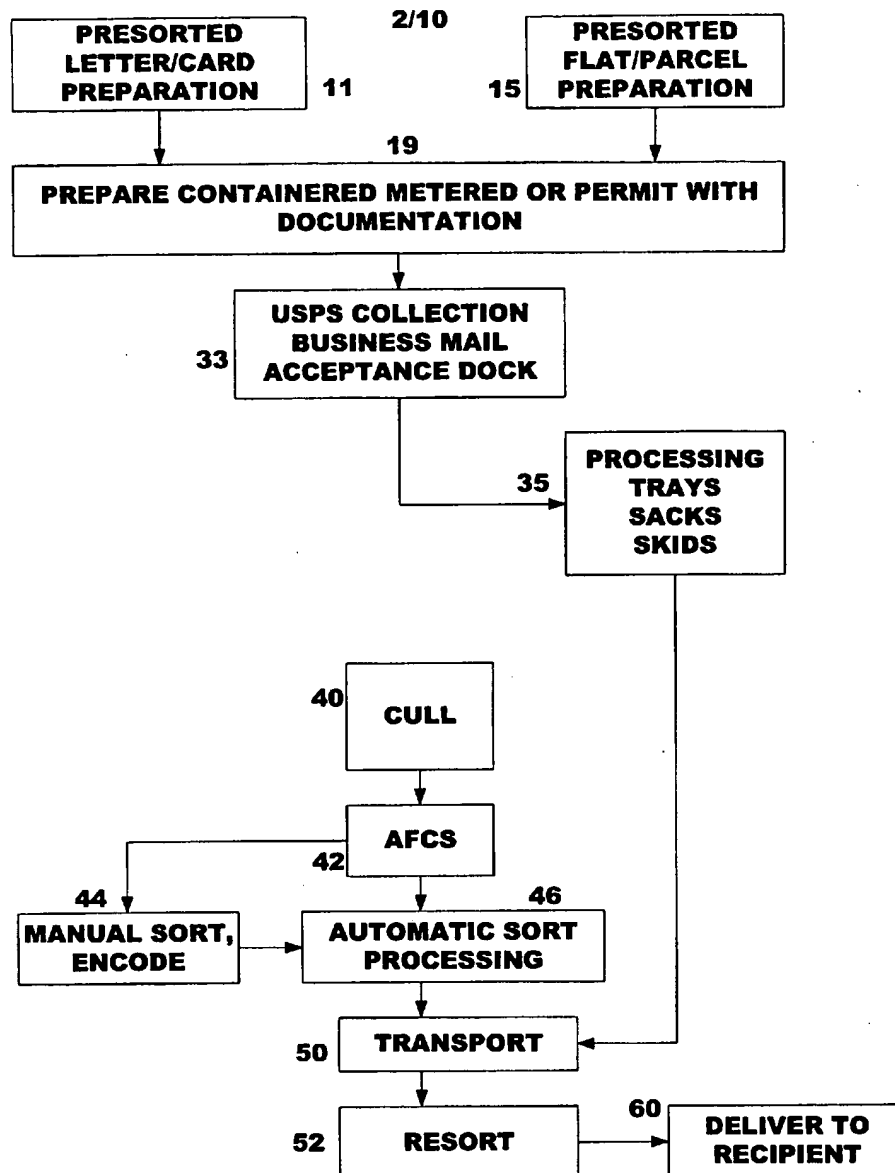 2/10
PRESORTED
LETTER/CARD
PREPARATION
11
PRESORTED
FLAT/PARCEL
PREPARATION
15
19
PREPARE CONTAINERED METERED OR PERMIT WITH
DOCUMENTATION
USPS COLLECTION
BUSINESS MAIL
ACCEPTANCE DOCK
33
35
PROCESSING
TRAYS
SACKS
SKIDS
40
CULL
AFCS
42
44
MANUAL SORT,
ENCODE
46
AUTOMATIC SORT
PROCESSING
TRANSPORT
50
RESORT
52
60
DELIVER TO
RECIPIENT